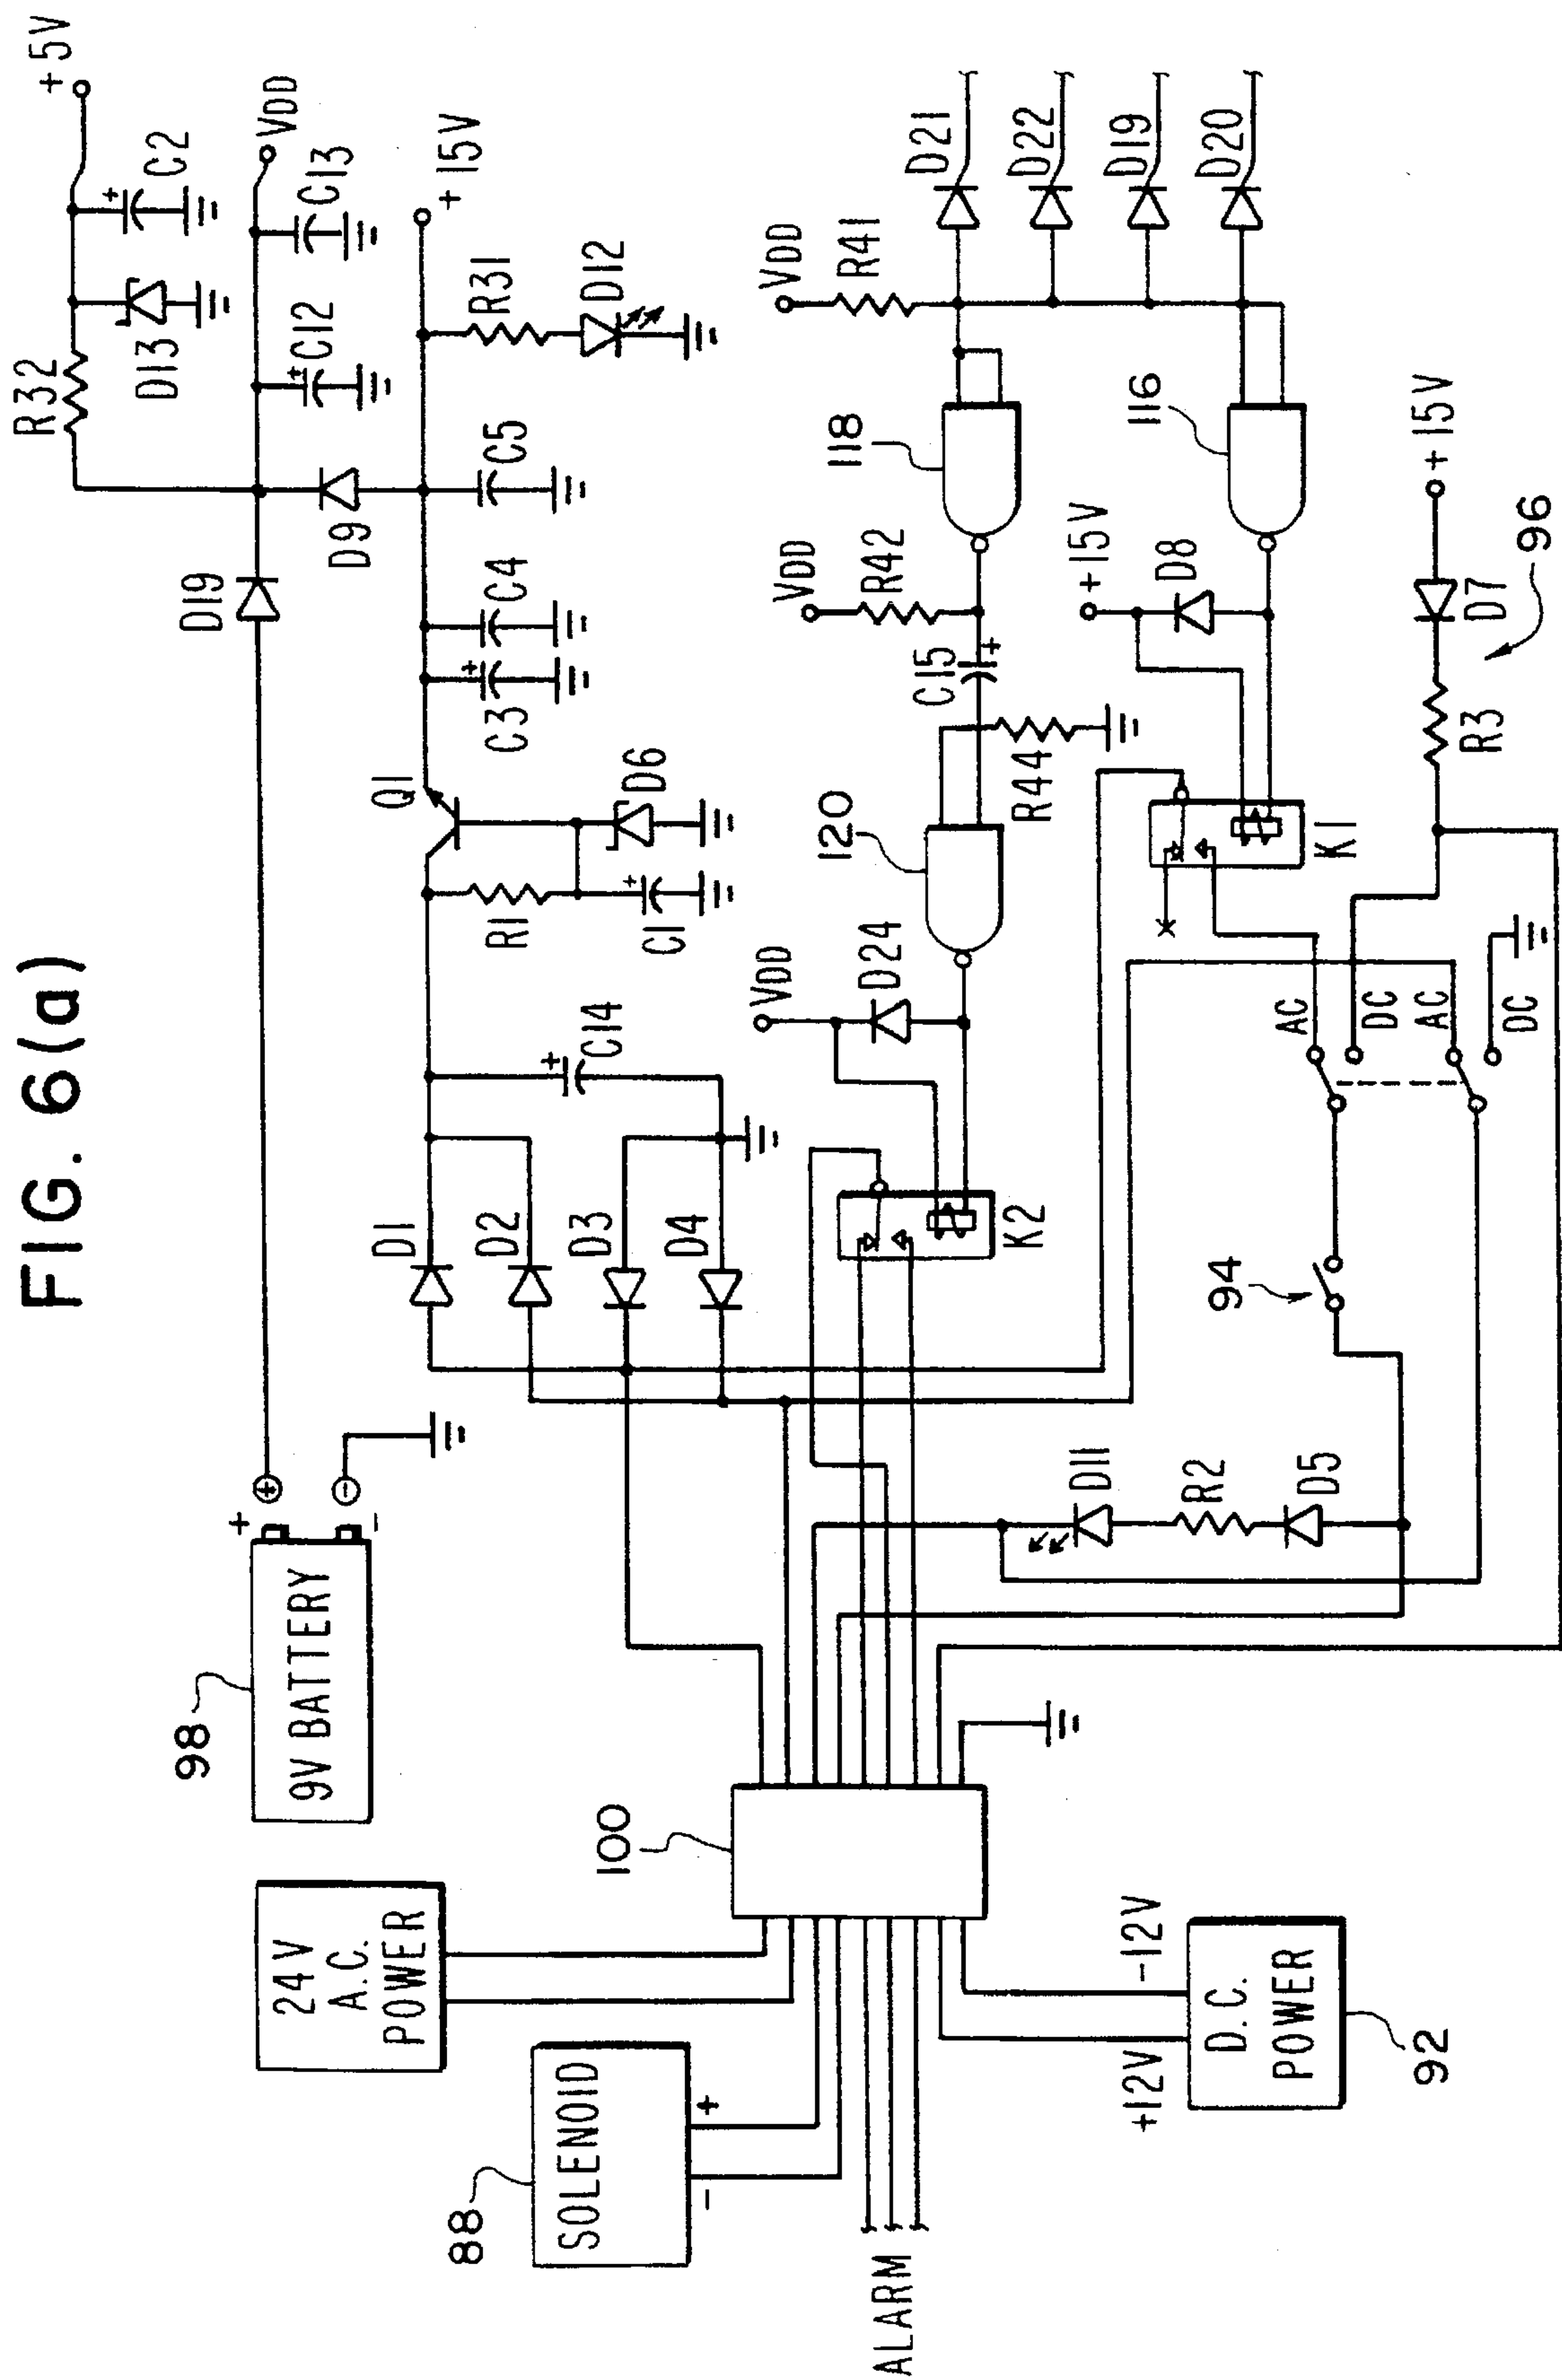 FIG. 6(a)
+5V
R32
D13
C2
+
VDD
D19
C12
+
C13
D9
+15V
Q1
C3
+
C4
C5
R31
D12
R1
C1
+
D6
C14
+
D1
D2
D3
D4
98
9V BATTERY
+
-
+
-
24V
A.C.
POWER
100
88
SOLENOID
+
-
ALARM
+12V
-12V
D.C.
POWER
92
K2
VDD
D24
120
C15
+
R44
VDD
R42
118
VDD
R41
D21
D22
D19
D20
116
+15V
D8
K1
94
AC
DC
AC
DC
D11
R2
D5
R3
D7
+15V
96